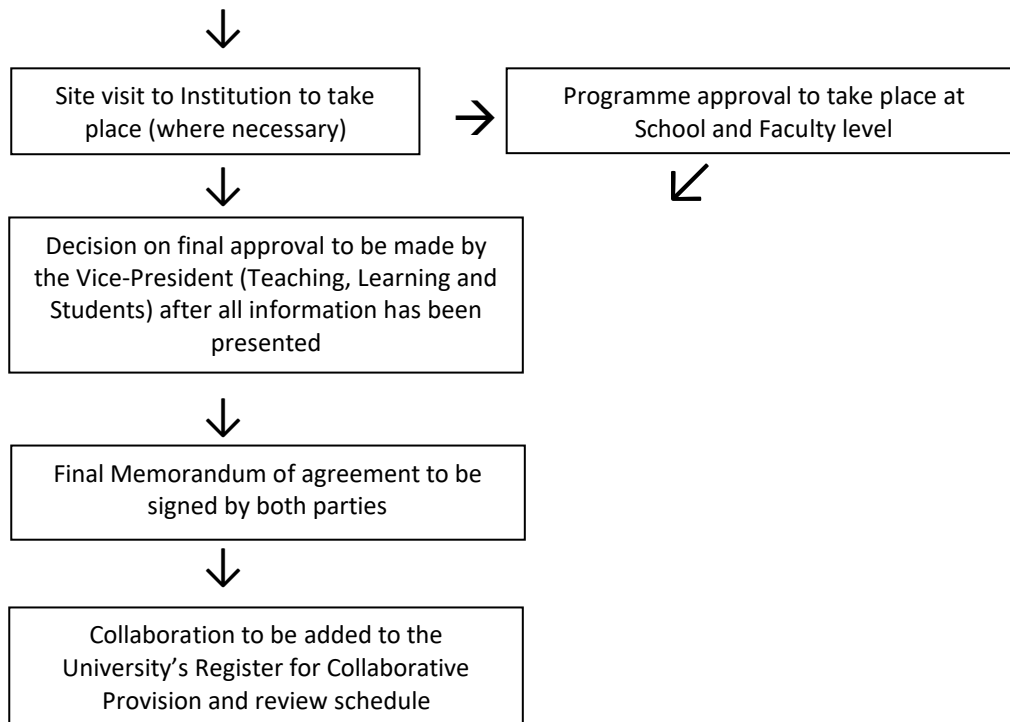 Site visit to Institution to take
place (where necessary)
Programme approval to take place at
School and Faculty level
Decision on final approval to be made by
the Vice-President (Teaching, Learning and
Students) after all information has been
presented
Final Memorandum of agreement to be
signed by both parties
Collaboration to be added to the
University’s Register for Collaborative
Provision and review schedule